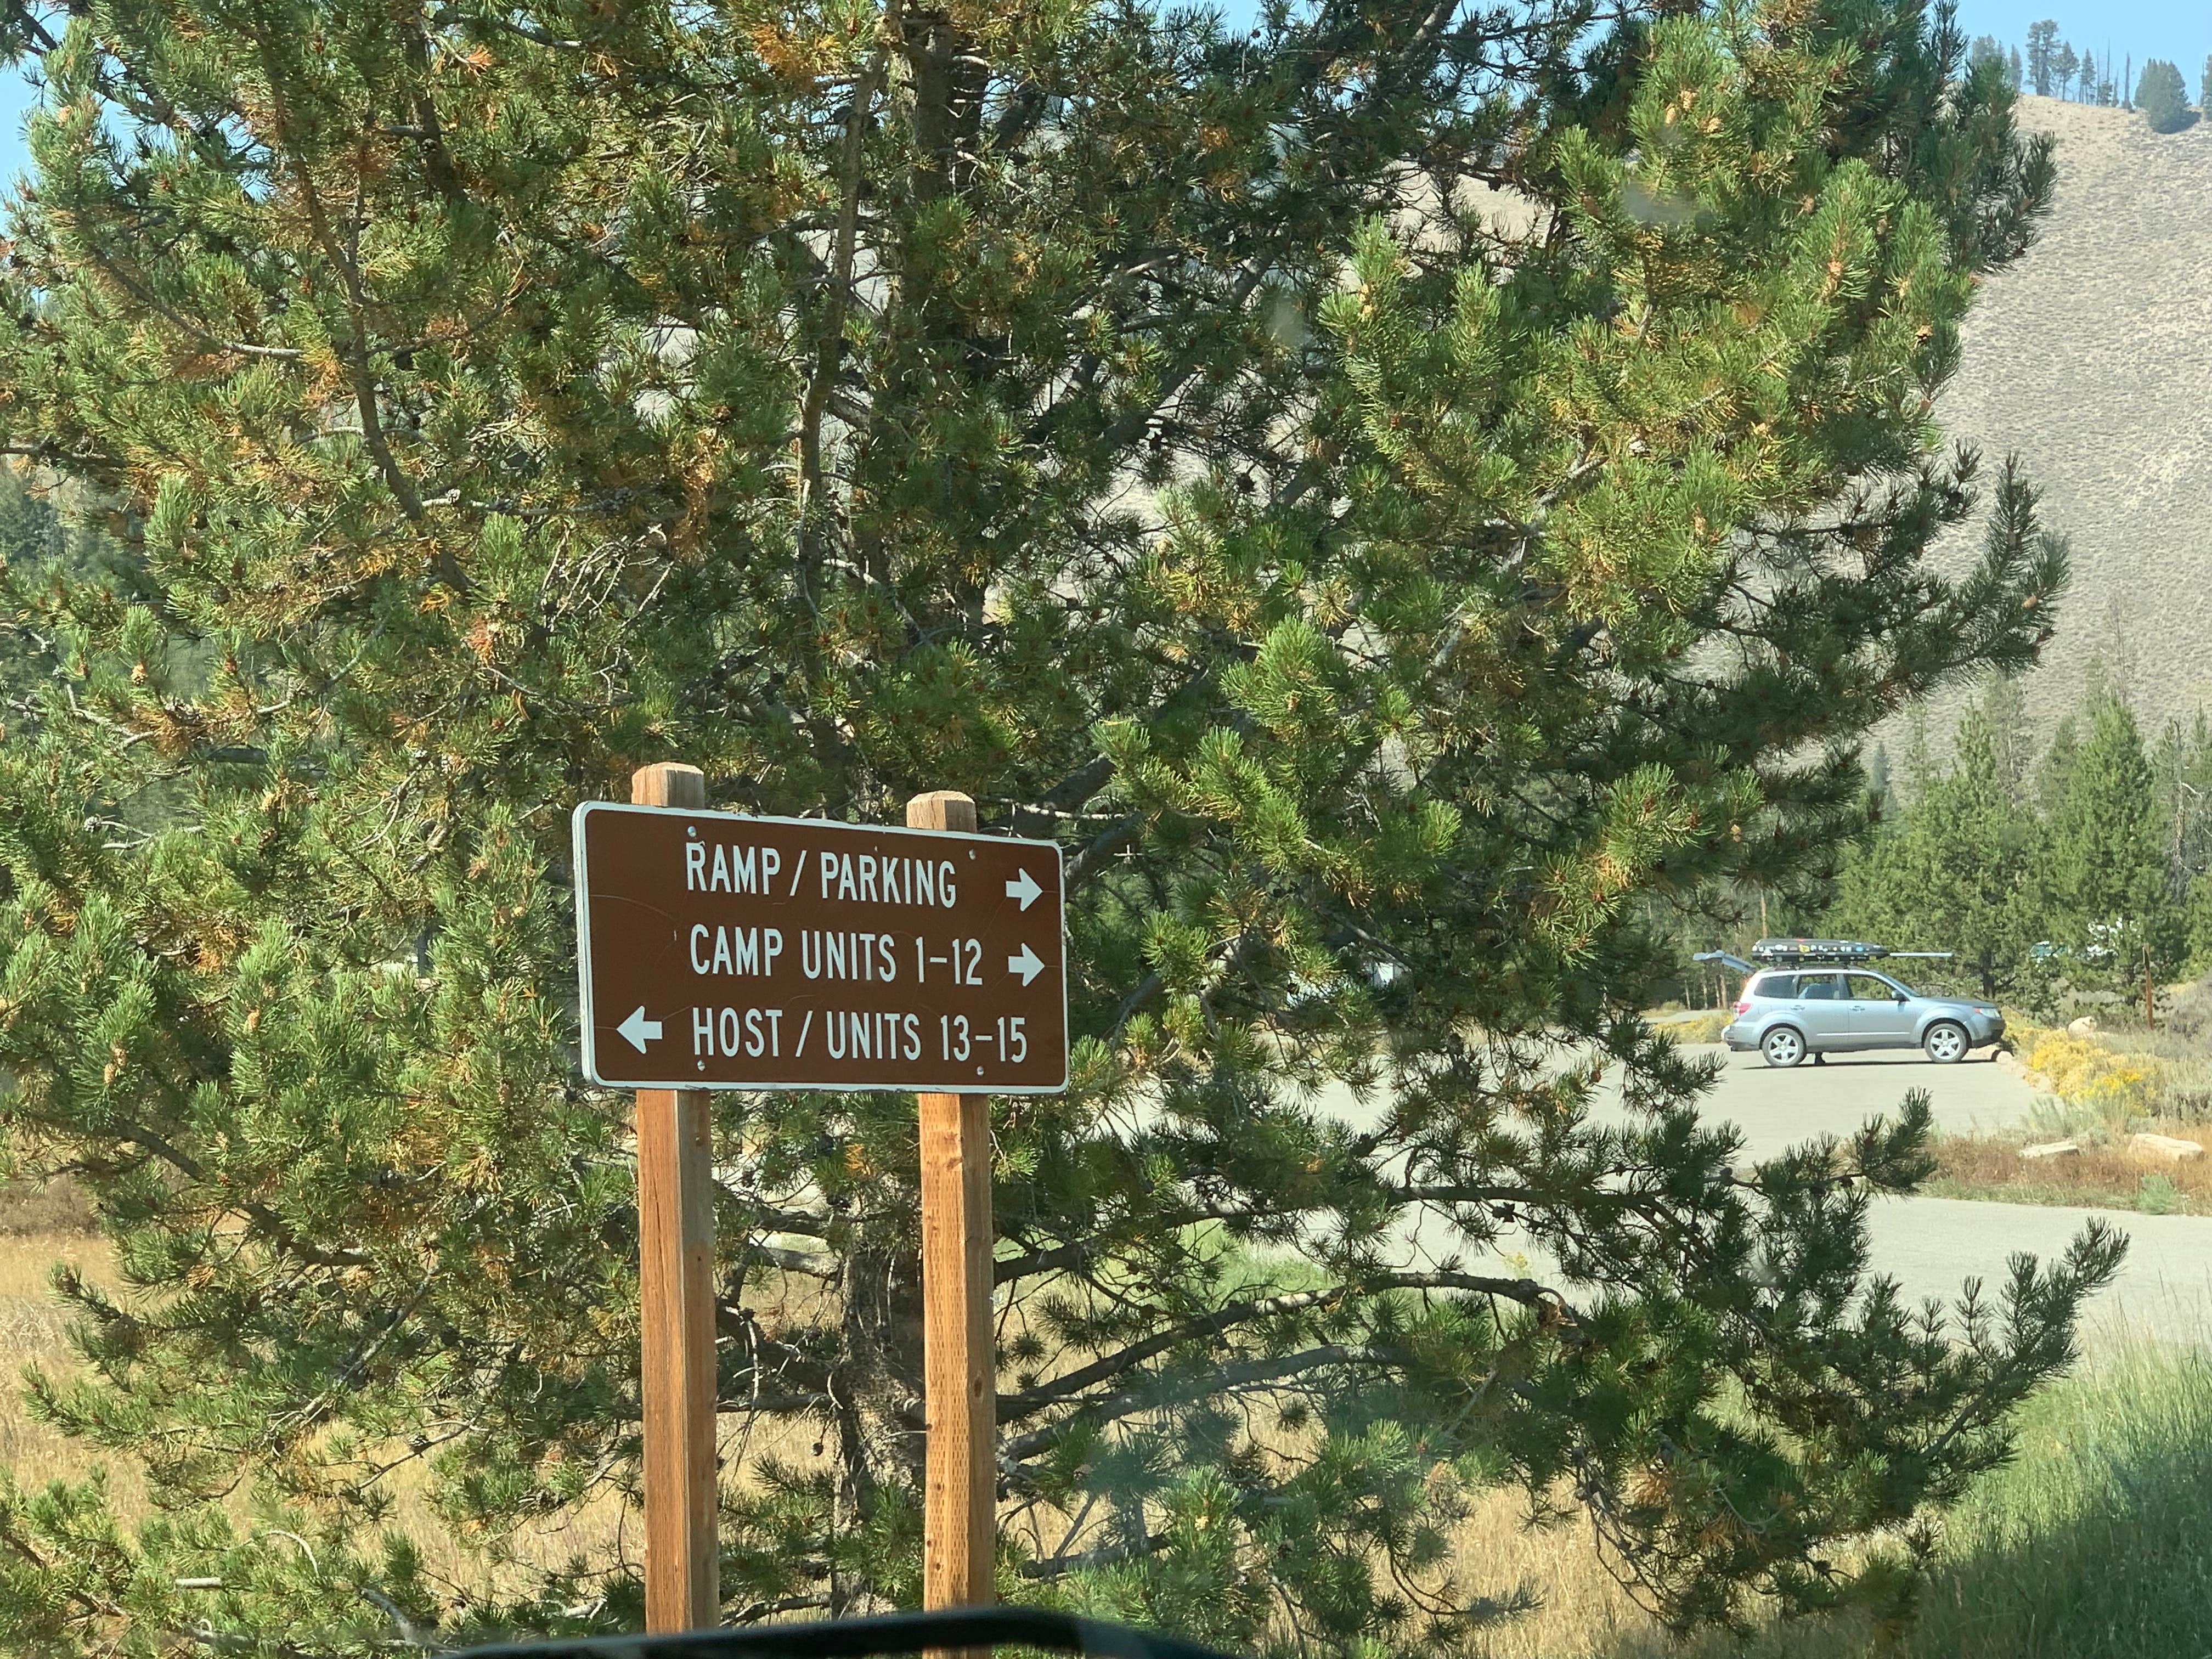 RAMP / PARKING →
CAMP UNITS 1-12 →
← HOST / UNITS 13-15